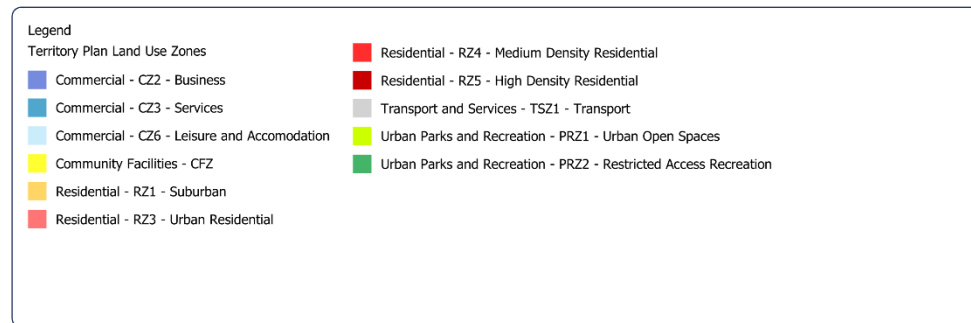 Legend
Territory Plan Land Use Zones
Commercial - CZ2 - Business
Commercial - CZ3 - Services
Commercial - CZ6 - Leisure and Accomodation
Community Facilities - CFZ
Residential - RZ1 - Suburban
Residential - RZ3 - Urban Residential
Residential - RZ4 - Medium Density Residential
Residential - RZ5 - High Density Residential
Transport and Services - TSZ1 - Transport
Urban Parks and Recreation - PRZ1 - Urban Open Spaces
Urban Parks and Recreation - PRZ2 - Restricted Access Recreation